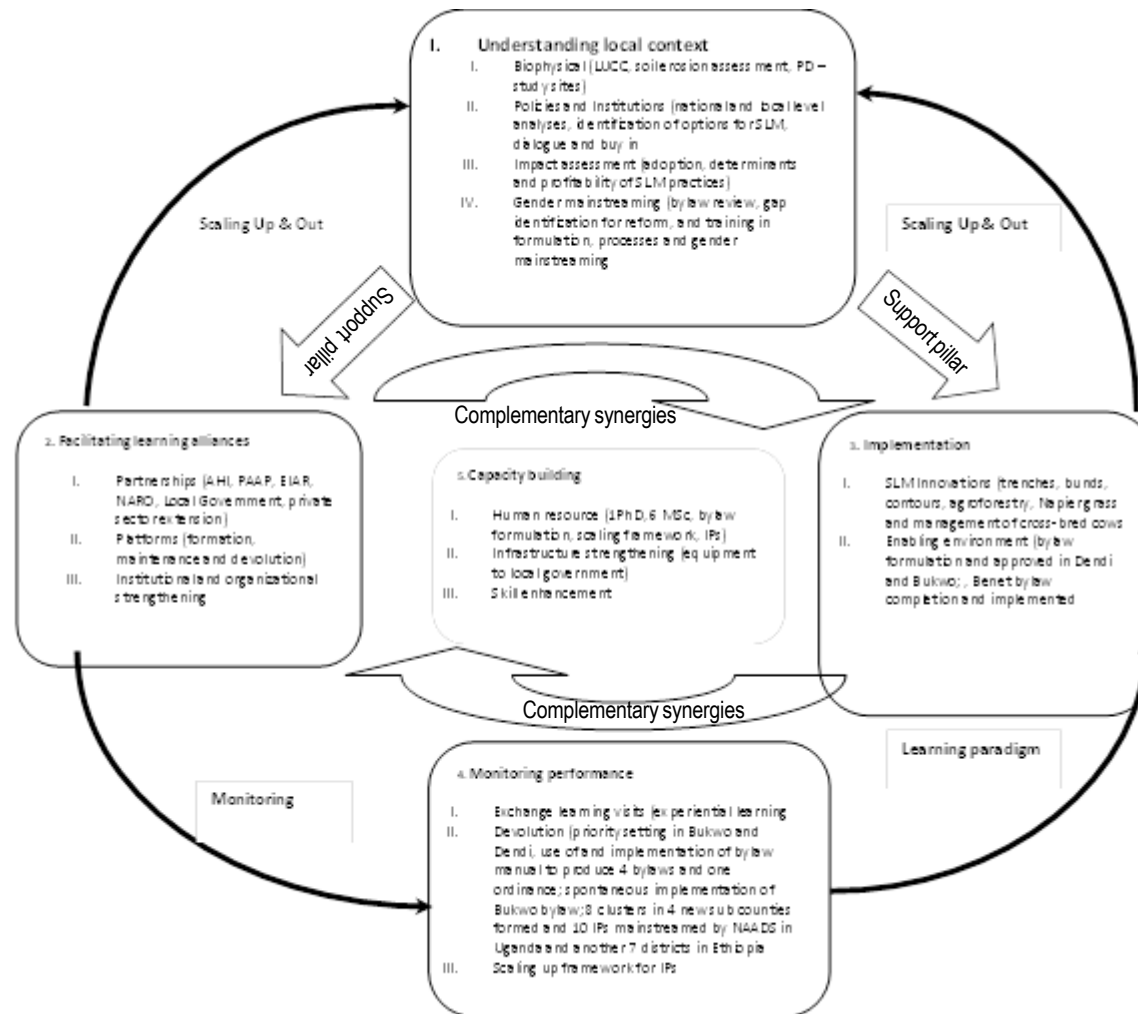 I. Understanding local context
I. Biophysical (LUCC, soil erosion assessment, PD –
study sites)
II. Policies and Institutions (national and local level
analyses, identification of options for SLM,
dialogue and buy in
III. Impact assessment (adoption, determinants
and profitability of SLM practices)
IV. Gender mainstreaming (bylaw review, gap
identification for reform, and training in
formulation, processes and gender
mainstreaming
Scaling Up & Out
Scaling Up & Out
Support pillar
Support pillar
Complementary synergies
2. Facilitating learning alliances
I. Partnerships (AHI, PAAP, EIAR,
NARO, Local Government, private
sector extension)
II. Platforms (formation,
maintenance and devolution)
III. Institutional and organizational
strengthening
5. Capacity building
I. Human resource (1PhD, 6 MSc, bylaw
formulation, scaling framework, IPs)
II. Infrastructure strengthening (equipment
to local government)
III. Skill enhancement
3. Implementation
I. SLM Innovations (trenches, bunds,
contours, agroforestry, Napier grass
and management of cross-bred cows
II. Enabling environment (bylaw
formulation and approved in Dendi
and Bukwo; , Benet bylaw
completion and implemented
Complementary synergies
Monitoring
Learning paradigm
4. Monitoring performance
I. Exchange learning visits (experiential learning
II. Devolution (priority setting in Bukwo and
Dendi, use of and implementation of bylaw
manual to produce 4 bylaws and one
ordinance; spontaneous implementation of
Bukwo bylaw; 8 clusters in 4 new sub counties
formed and 10 IPs mainstreamed by NAADS in
Uganda and another 7 districts in Ethiopia
III. Scaling up framework for IPs